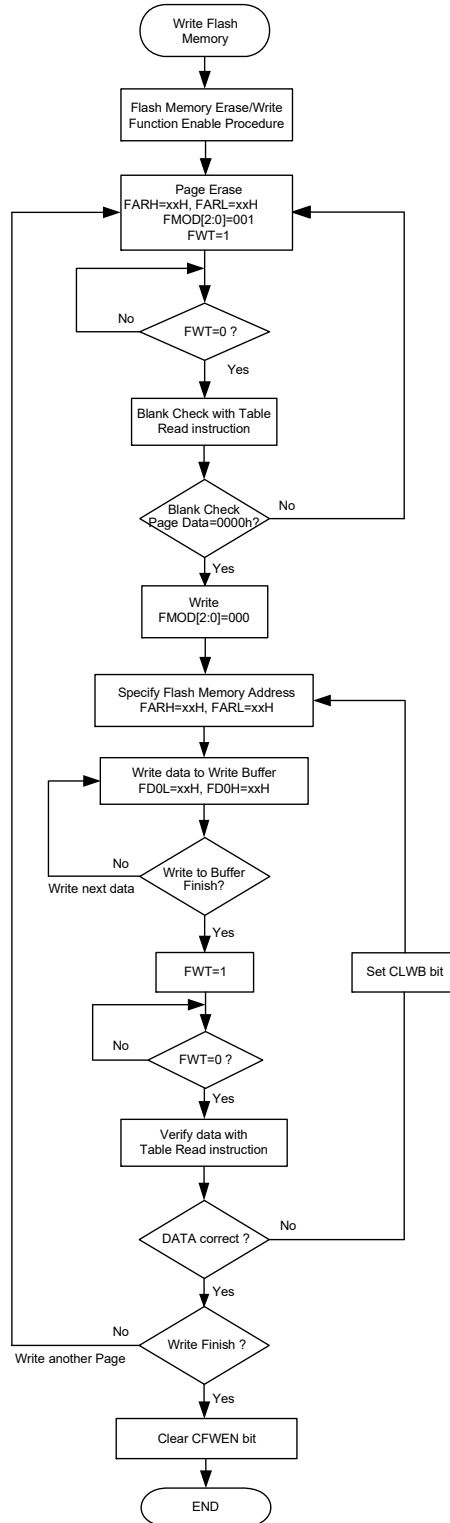 Write Flash
Memory
Flash Memory Erase/Write
Function Enable Procedure
Page Erase
FARH=xxH, FARL=xxH
FMOD[2:0]=001
FWT=1
No
FWT=0 ?
Yes
Blank Check with Table
Read instruction
Blank Check
Page Data=0000h?
No
Yes
Write
FMOD[2:0]=000
Specify Flash Memory Address
FARH=xxH, FARL=xxH
Write data to Write Buffer
FD0L=xxH, FD0H=xxH
No
Write next data
Write to Buffer
Finish?
Yes
FWT=1
Set CLWB bit
No
FWT=0 ?
Yes
Verify data with
Table Read instruction
DATA correct ?
No
Yes
No
Write another Page
Write Finish ?
Yes
Clear CFWEN bit
END